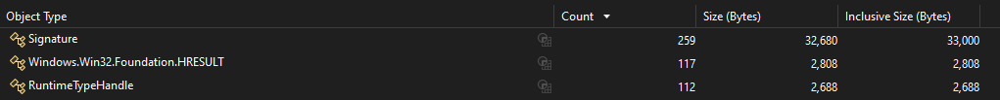 Object Type Count Size (Bytes) Inclusive Size (Bytes)
Signature 259 32,680 33,000
Windows.Win32.Foundation.HRESULT 117 2,808 2,808
RuntimeTypeHandle 112 2,688 2,688